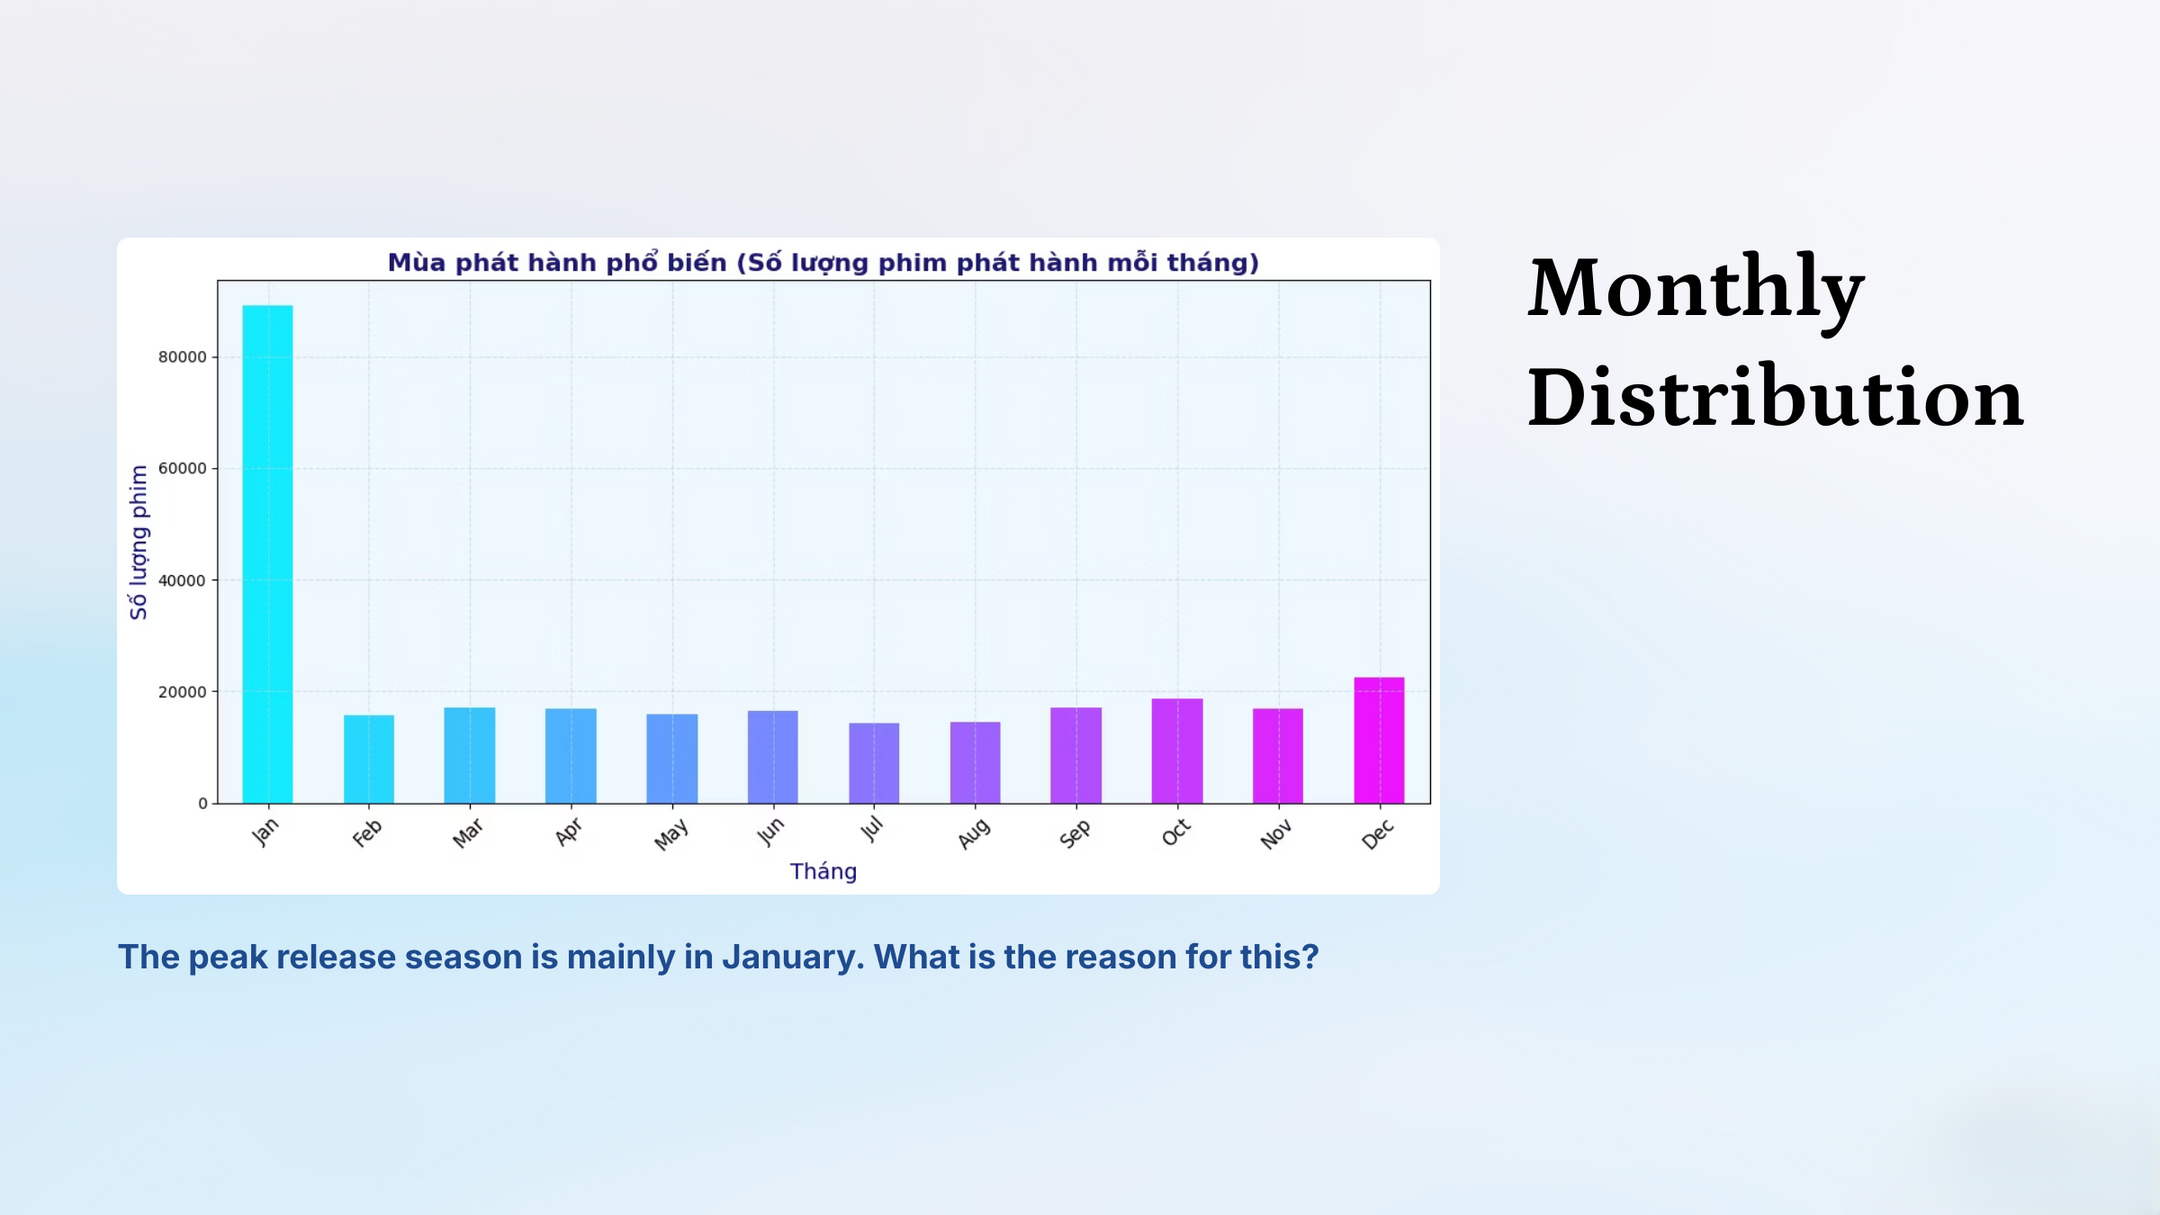 Mùa phát hành phổ biến (Số lượng phim phát hành mỗi tháng)
Số lượng phim
80000
60000
40000
20000
0
Jan
Feb
Mar
Apr
May
Jun
Jul
Aug
Sep
Oct
Nov
Dec
Tháng
Monthly
Distribution
The peak release season is mainly in January. What is the reason for this?